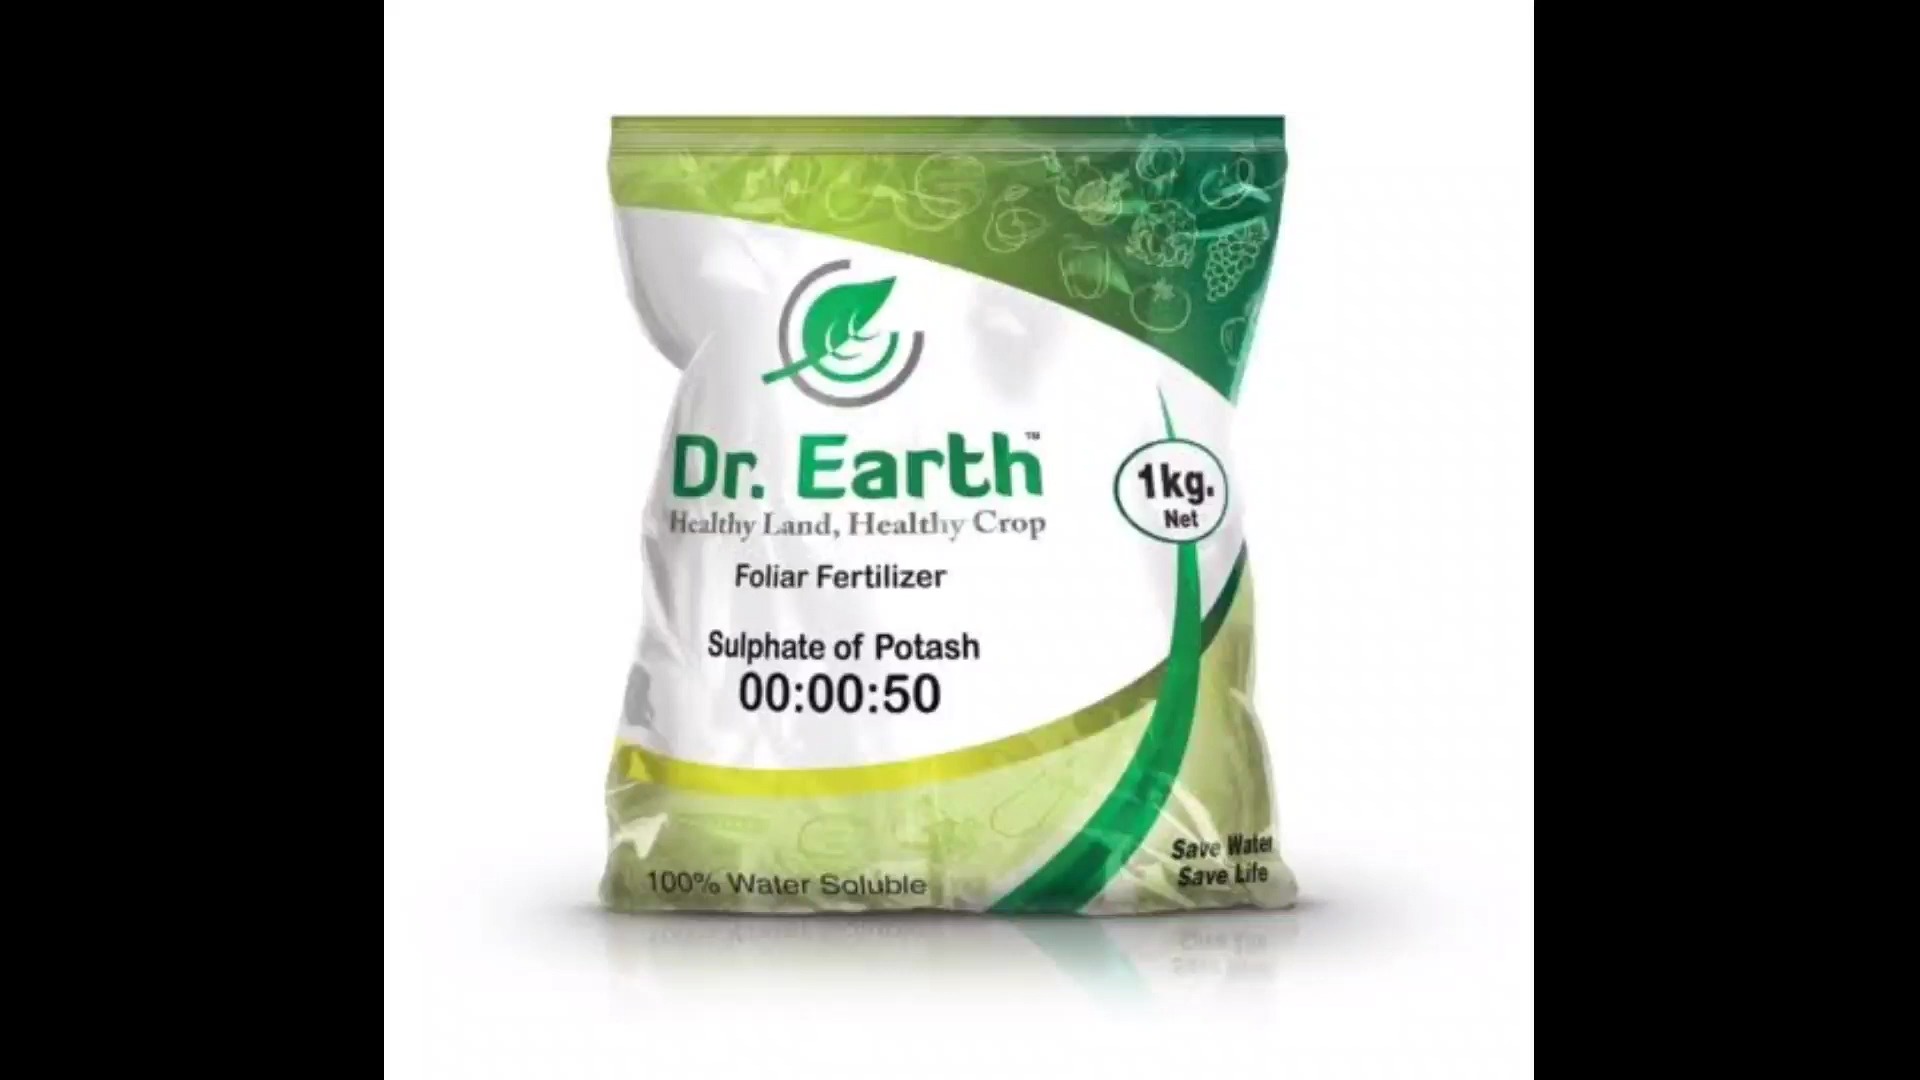 Dr. Earth™
Healthy Land, Healthy Crop
Foliar Fertilizer
Sulphate of Potash
00:00:50
1kg.
Net
100% Water Soluble
Save Water
Save Life